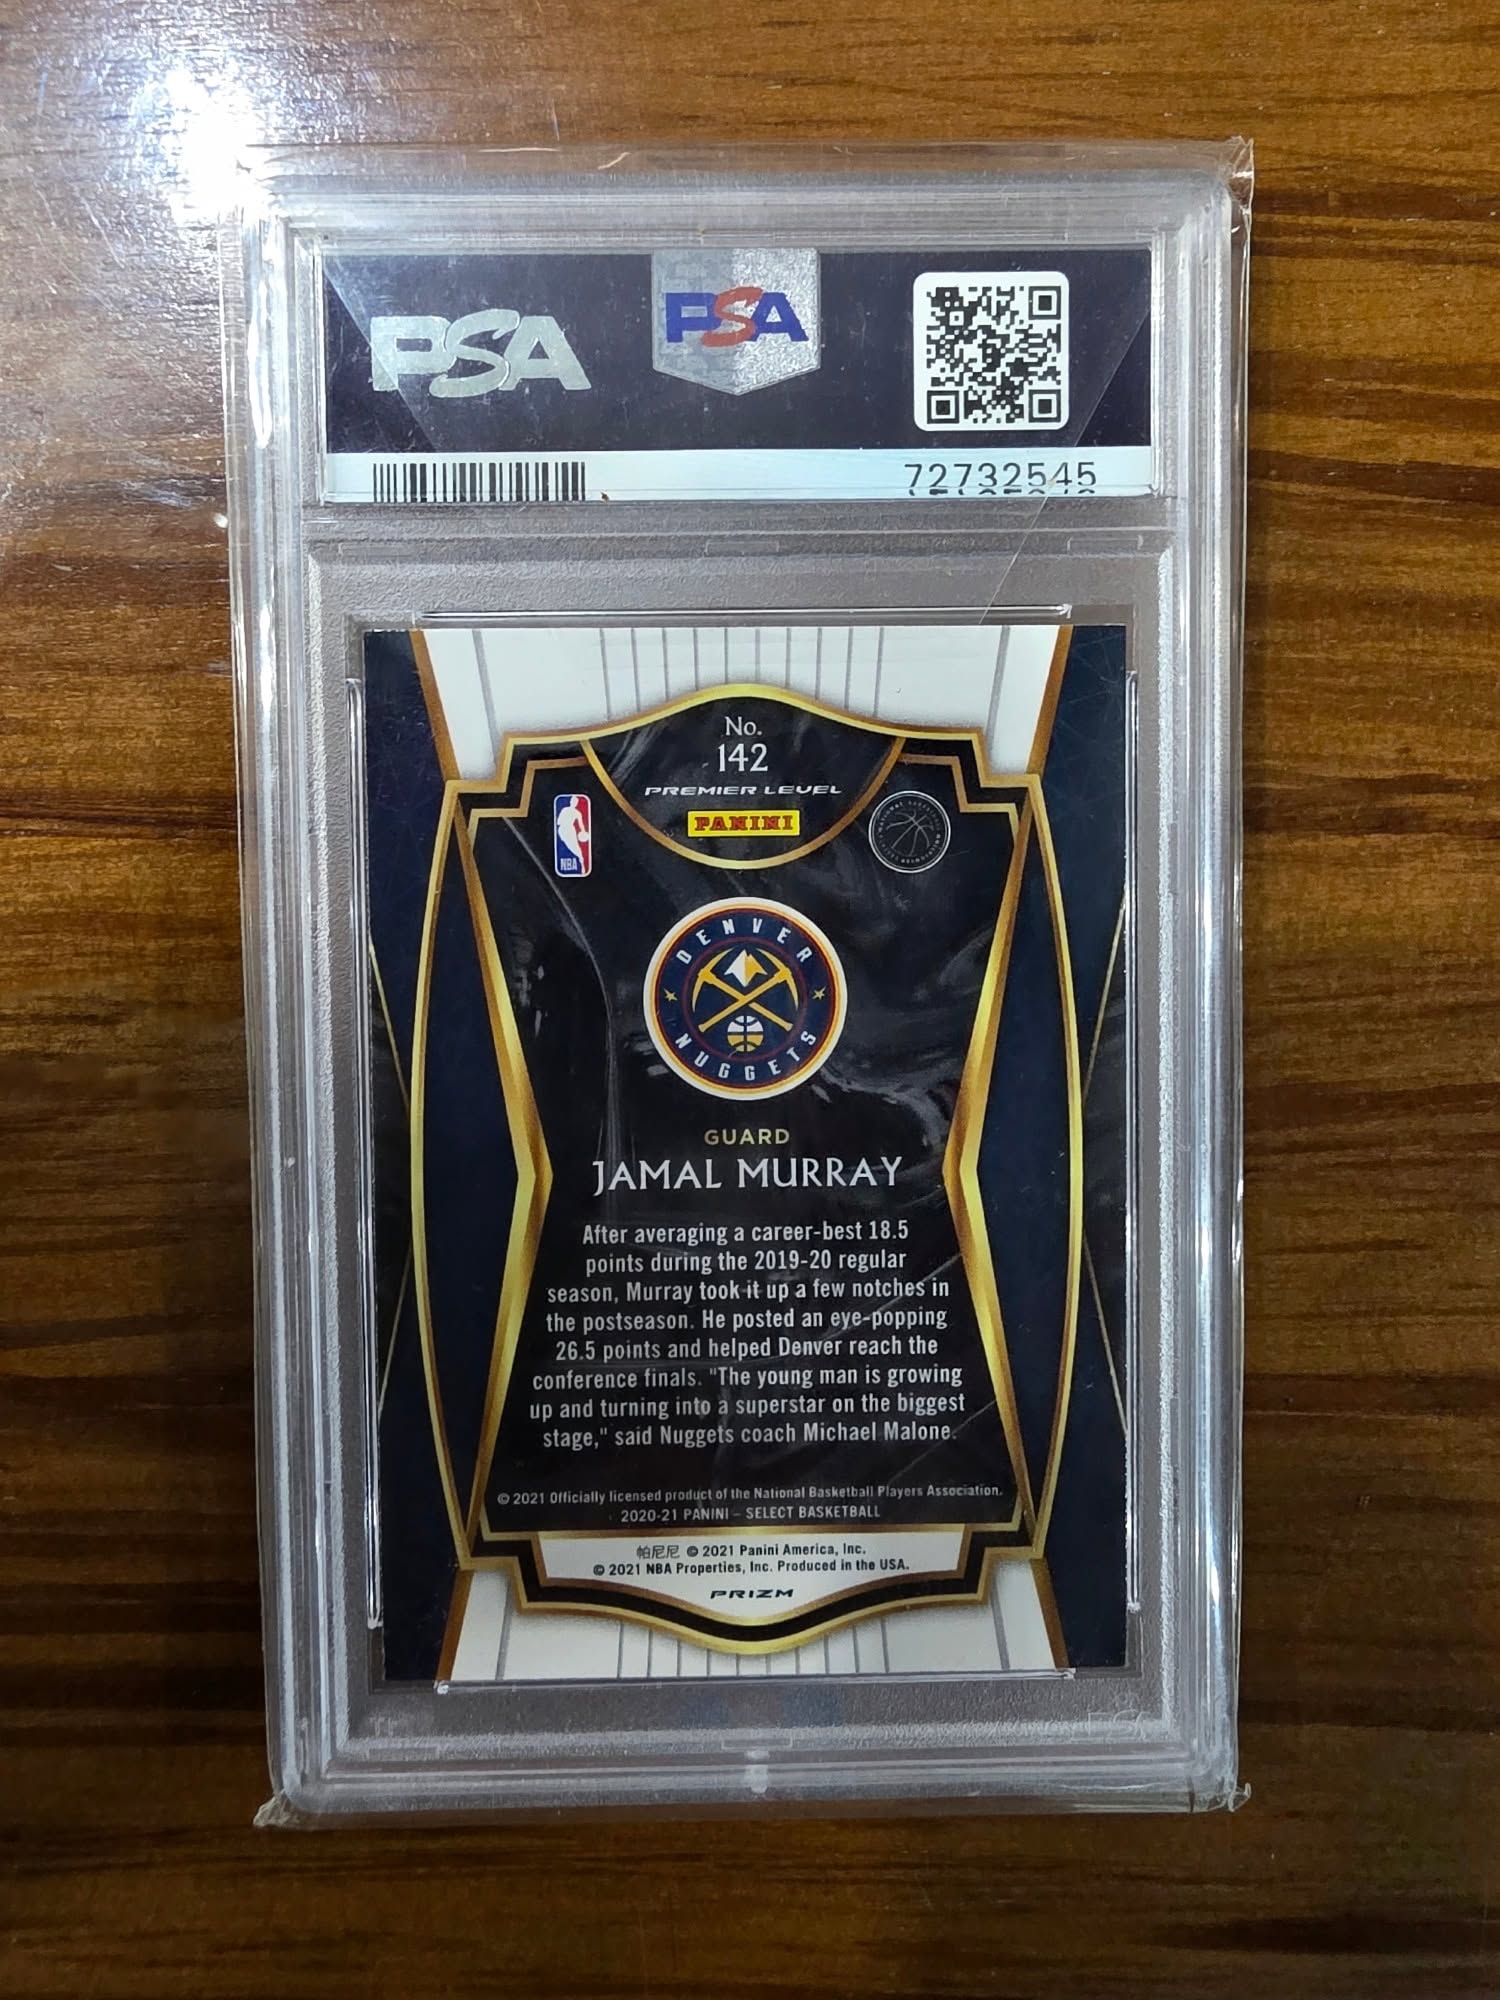 PSA
PSA
72732545
No.
142
PREMIER LEVEL
PANINI
NBA
DENVER
NUGGETS
GUARD
JAMAL MURRAY
After averaging a career-best 18.5
points during the 2019-20 regular
season, Murray took it up a few notches in
the postseason. He posted an eye-popping
26.5 points and helped Denver reach the
conference finals. "The young man is growing
up and turning into a superstar on the biggest
stage," said Nuggets coach Michael Malone.
© 2021 Officially licensed product of the National Basketball Players Association.
2020-21 PANINI – SELECT BASKETBALL
帕尼尼 © 2021 Panini America, Inc.
© 2021 NBA Properties, Inc. Produced in the USA.
PRIZM
PSA